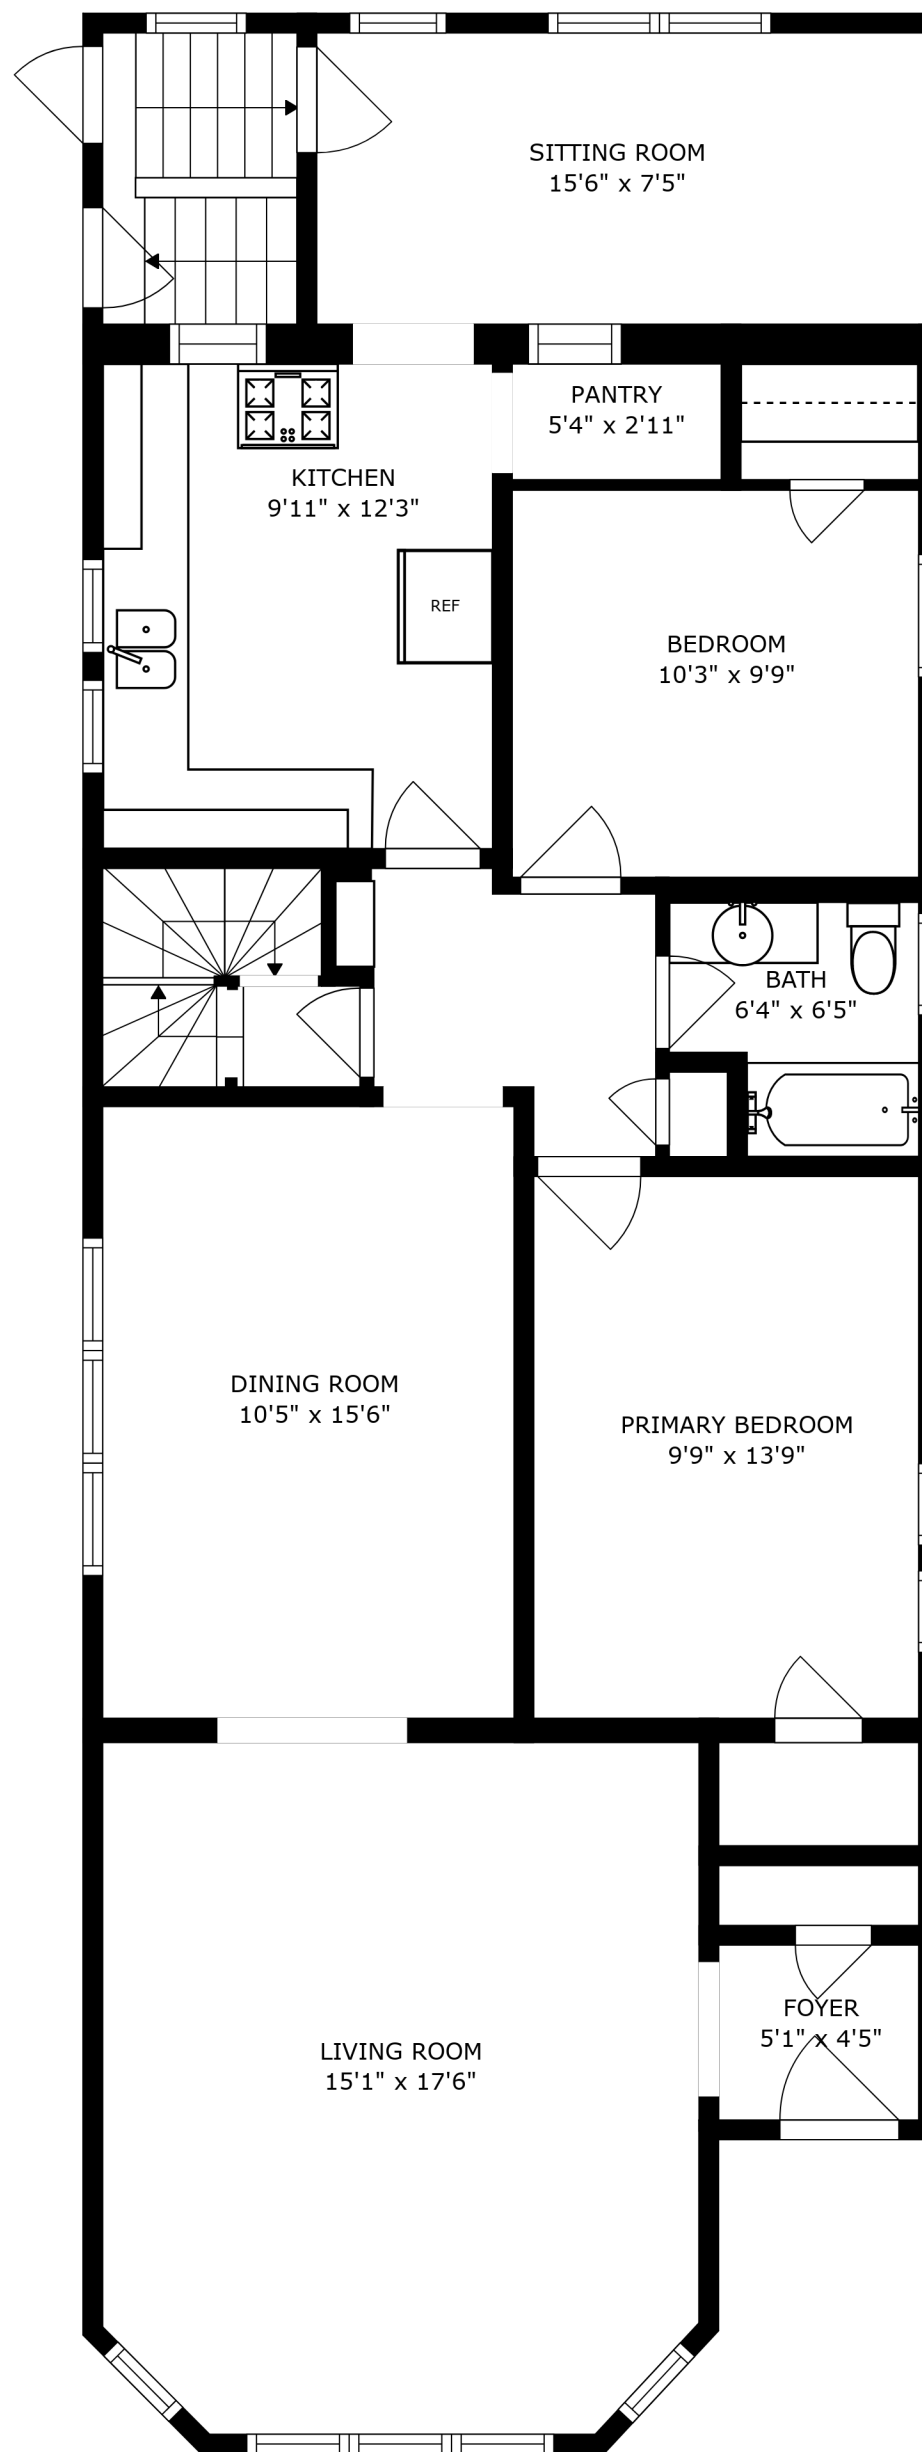 SITTING ROOM
15'6" x 7'5"
PANTRY
5'4" x 2'11"
KITCHEN
9'11" x 12'3"
REF
BEDROOM
10'3" x 9'9"
BATH
6'4" x 6'5"
DINING ROOM
10'5" x 15'6"
PRIMARY BEDROOM
9'9" x 13'9"
FOYER
5'1" x 4'5"
LIVING ROOM
15'1" x 17'6"